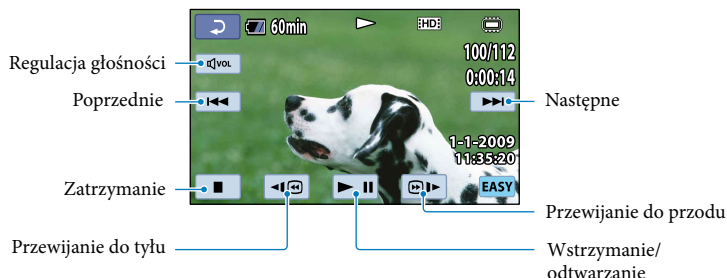 60min
HD
100/112
Regulacja głośności
VOL
0:00:14
Poprzednie
Następne
1-1-2009
11:35:20
Zatrzymanie
EASY
Przewijanie do przodu
Przewijanie do tyłu
Wstrzymanie/
odtwarzanie